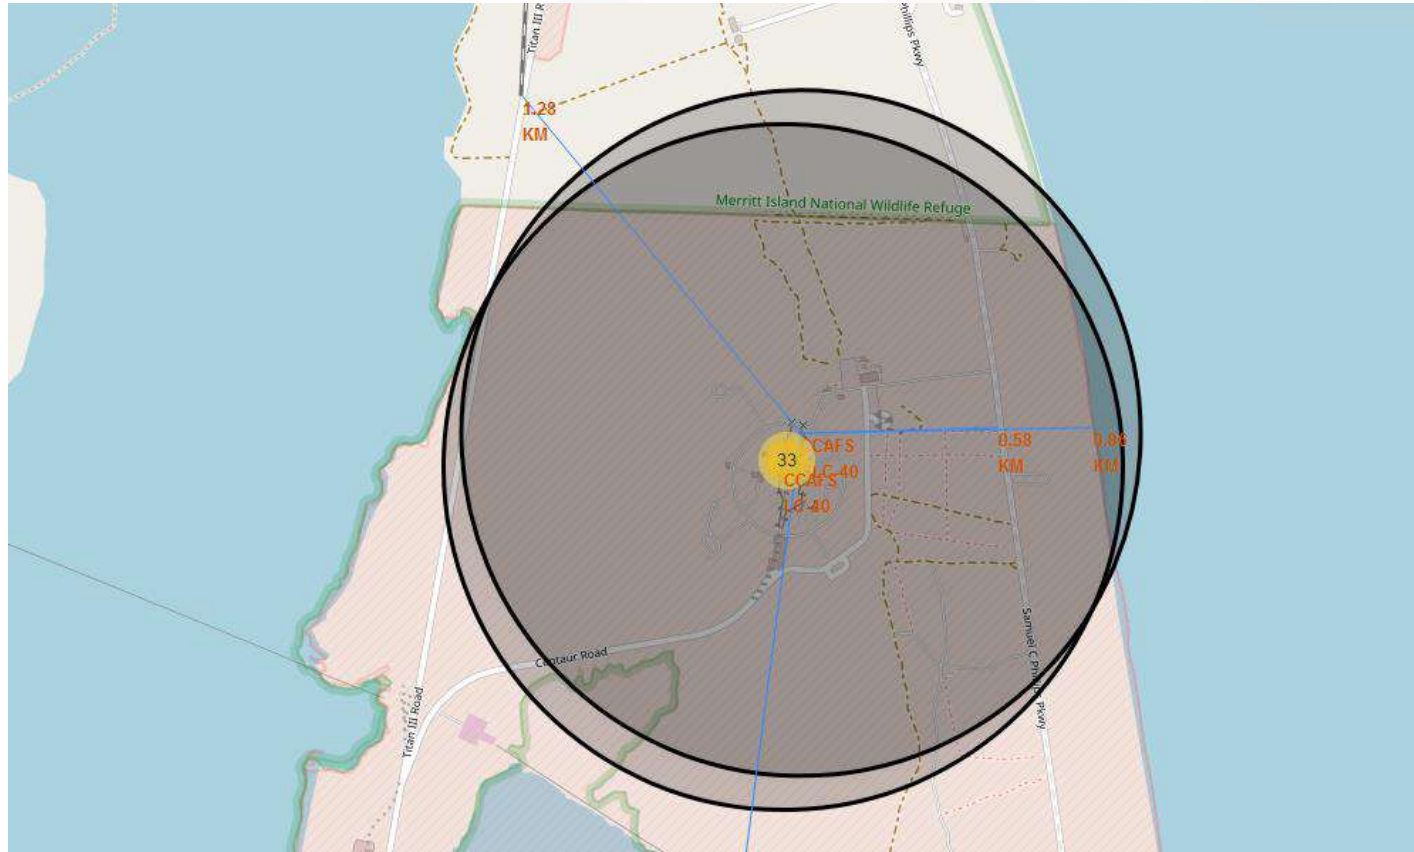 Titan III R
Phillips Pkwy
1.28
KM
Merritt Island National Wildlife Refuge
CAFS
LC-40
33
CCAFS
LC-40
0.58
KM
0.86
KM
Centaur Road
Samuel C Phillips Pkwy
Titan III Road